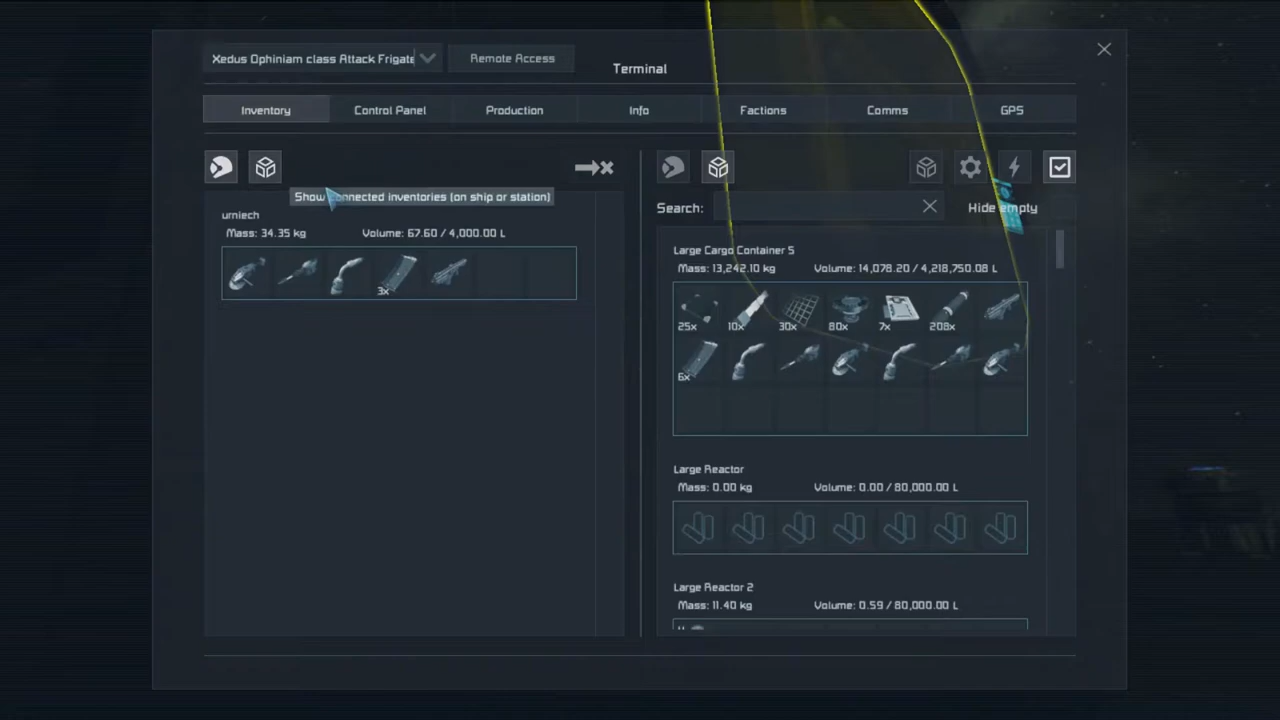 Xedus Ophiniam class Attack Frigate
Remote Access
Terminal
Inventory
Control Panel
Production
Info
Factions
Comms
GPS
Show connected inventories (on ship or station)
urniech
Mass: 34.35 kg
Volume: 67.60 / 4,000.00 L
3x
Search:
Hide empty
Large Cargo Container 5
Mass: 13,242.10 kg
Volume: 14,078.20 / 4,218,750.08 L
25x
10x
30x
80x
7x
208x
6x
Large Reactor
Mass: 0.00 kg
Volume: 0.00 / 80,000.00 L
Large Reactor 2
Mass: 11.40 kg
Volume: 0.59 / 80,000.00 L